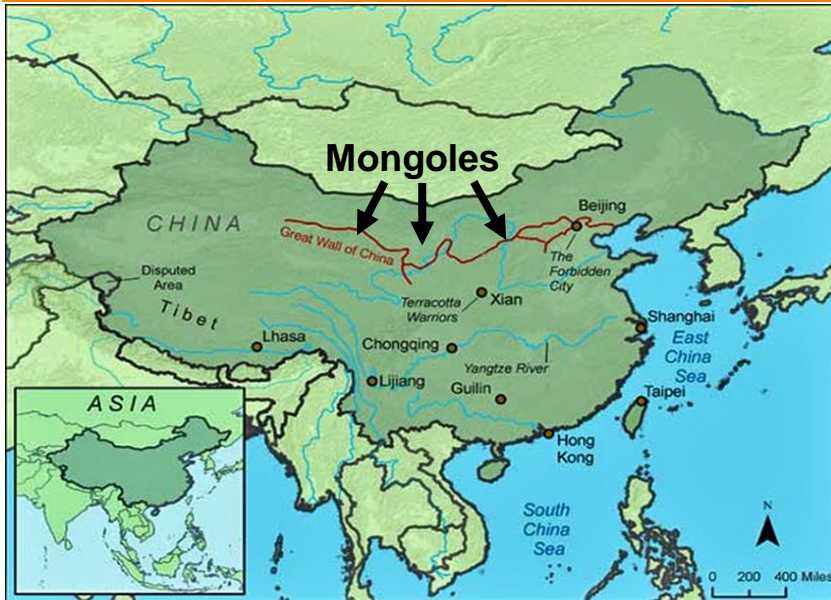 Mongoles
Beijing
CHINA
Great Wall of China
The
Forbidden
City
Disputed
Area
Terracotta
Warriors
Xian
Tibet
Shanghai
Lhasa
Chongqing
East
China
Sea
Yangtze River
Lijiang
Guilin
Taipei
ASIA
Hong
Kong
South
China
Sea
N
0 200 400 Miles